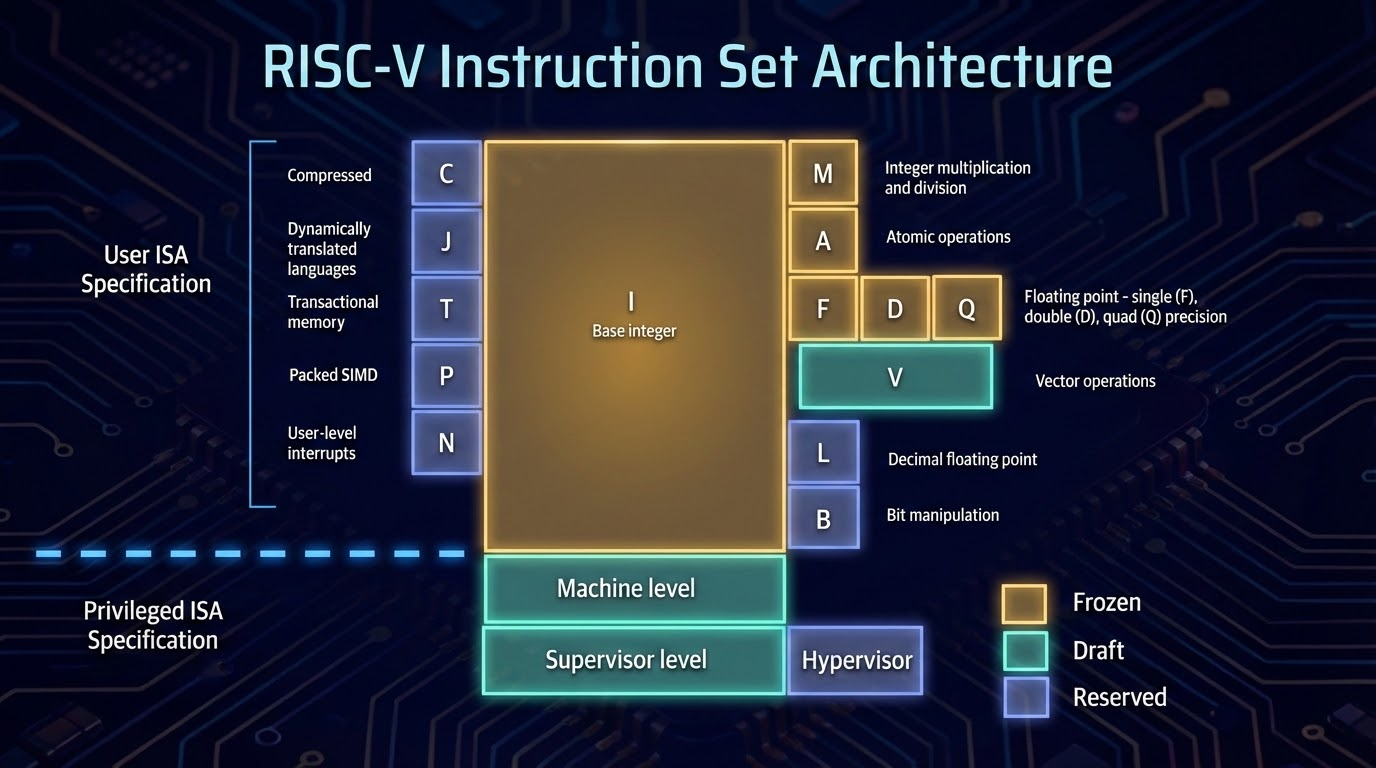 RISC-V Instruction Set Architecture
User ISA
Specification
Compressed
C
Dynamically
translated
languages
J
Transactional
memory
T
Packed SIMD
P
User-level
interrupts
N
I
Base integer
M
Integer multiplication
and division
A
Atomic operations
F
D
Q
Floating point - single (F),
double (D), quad (Q) precision
V
Vector operations
L
Decimal floating point
B
Bit manipulation
Privileged ISA
Specification
Machine level
Supervisor level
Hypervisor
Frozen
Draft
Reserved